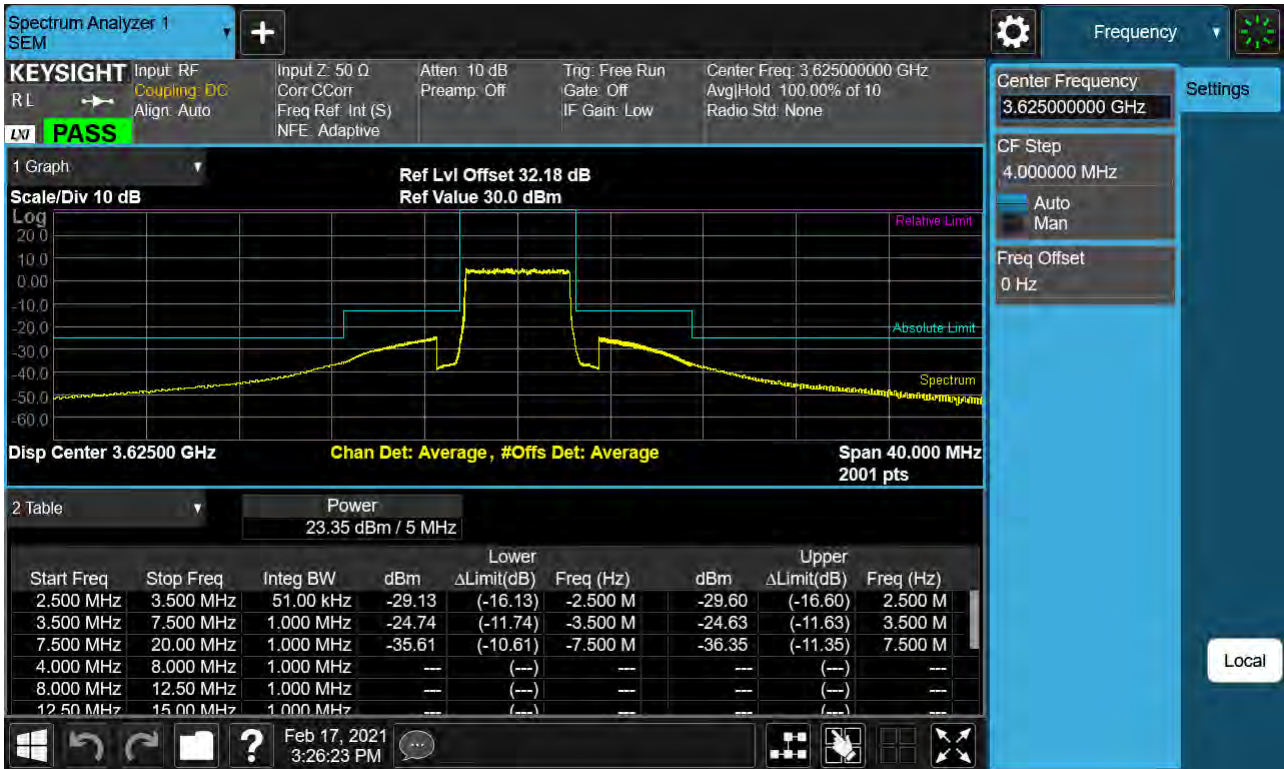 Spectrum Analyzer 1
SEM
Frequency
KEYSIGHT
R L
LXI
PASS
Input: RF
Coupling: DC
Align: Auto
Input Z: 50 Ω
Corr CCorr
Freq Ref: Int (S)
NFE: Adaptive
Atten: 10 dB
Preamp: Off
Trig: Free Run
Gate: Off
IF Gain: Low
Center Freq: 3.625000000 GHz
Avg|Hold: 100.00% of 10
Radio Std: None
Center Frequency
3.625000000 GHz
Settings
CF Step
4.000000 MHz
Auto
Man
Freq Offset
0 Hz
1 Graph
Ref Lvl Offset 32.18 dB
Scale/Div 10 dB
Ref Value 30.0 dBm
Log
Relative Limit
20.0
10.0
0.00
-10.0
-20.0
Absolute Limit
-30.0
-40.0
Spectrum
-50.0
-60.0
Disp Center 3.62500 GHz
Chan Det: Average, #Offs Det: Average
Span 40.000 MHz
2001 pts
2 Table
Power
23.35 dBm / 5 MHz
Lower Upper
Start Freq Stop Freq Integ BW dBm ΔLimit(dB) Freq (Hz) dBm ΔLimit(dB) Freq (Hz)
2.500 MHz 3.500 MHz 51.00 kHz -29.13 (-16.13) -2.500 M -29.60 (-16.60) 2.500 M
3.500 MHz 7.500 MHz 1.000 MHz -24.74 (-11.74) -3.500 M -24.63 (-11.63) 3.500 M
7.500 MHz 20.00 MHz 1.000 MHz -35.61 (-10.61) -7.500 M -36.35 (-11.35) 7.500 M
4.000 MHz 8.000 MHz 1.000 MHz --- (---) --- --- (---) ---
8.000 MHz 12.50 MHz 1.000 MHz --- (---) --- --- (---) ---
12.50 MHz 15.00 MHz 1.000 MHz --- (---) --- --- (---) ---
Local
Feb 17, 2021
3:26:23 PM